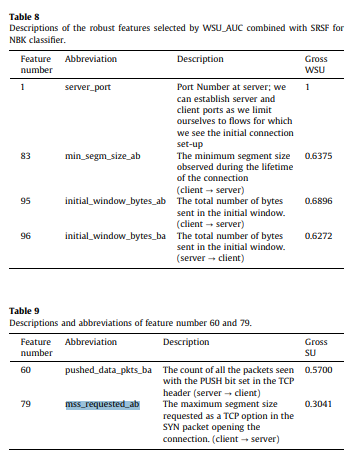 Table 8
Descriptions of the robust features selected by WSU_AUC combined with SRSF for
NBK classifier.
Feature number Abbreviation Description Gross WSU
1 server_port Port Number at server; we 1
can establish server and
client ports as we limit
ourselves to flows for which
we see the initial connection
set-up
83 min_segm_size_ab The minimum segment size 0.6375
observed during the lifetime
of the connection
(client → server)
95 initial_window_bytes_ab The total number of bytes 0.6896
sent in the initial window.
(client → server)
96 initial_window_bytes_ba The total number of bytes 0.6272
sent in the initial window.
(server → client)
Table 9
Descriptions and abbreviations of feature number 60 and 79.
Feature number Abbreviation Description Gross SU
60 pushed_data_pkts_ba The count of all the packets seen 0.5700
with the PUSH bit set in the TCP
header (server → client)
79 mss_requested_ab The maximum segment size 0.3041
requested as a TCP option in the
SYN packet opening the
connection. (client → server)